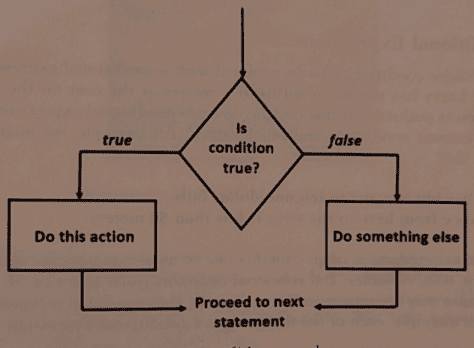 Is
condition
true?
true
false
Do this action
Do something else
Proceed to next
statement